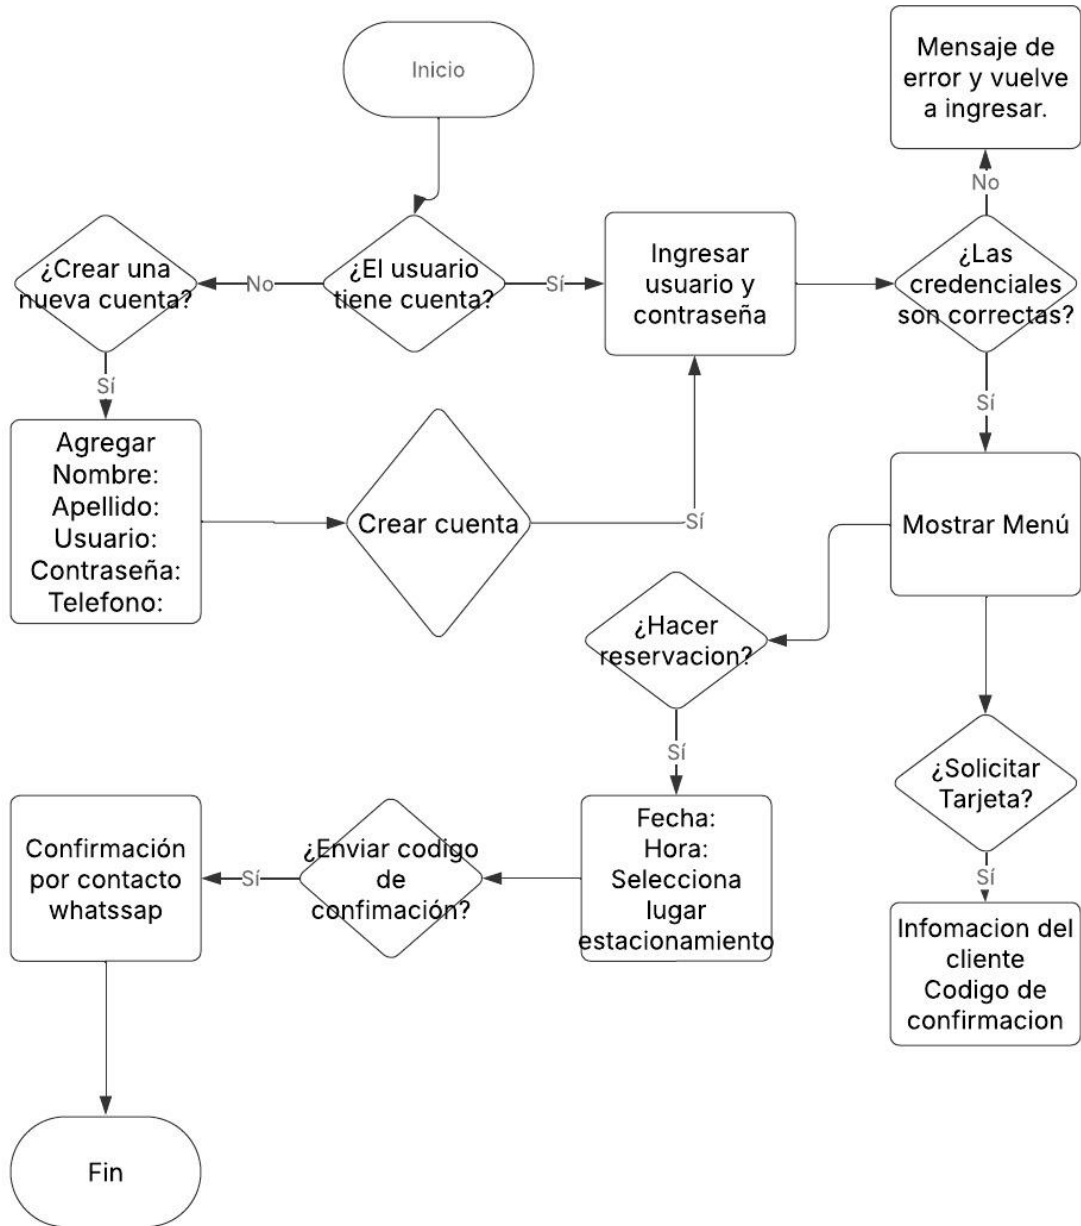 Inicio
Mensaje de
error y vuelve
a ingresar.
No
¿Crear una
nueva cuenta?
No
¿El usuario
tiene cuenta?
Sí
Ingresar
usuario y
contraseña
¿Las
credenciales
son correctas?
Sí
Sí
Agregar
Nombre:
Apellido:
Usuario:
Contraseña:
Telefono:
Crear cuenta
Sí
Mostrar Menú
¿Hacer
reservacion?
Sí
¿Solicitar
Tarjeta?
Sí
Confirmación
por contacto
whatssap
Sí
¿Enviar codigo
de
confimación?
Fecha:
Hora:
Selecciona
lugar
estacionamiento
Infomacion del
cliente
Codigo de
confirmacion
Fin